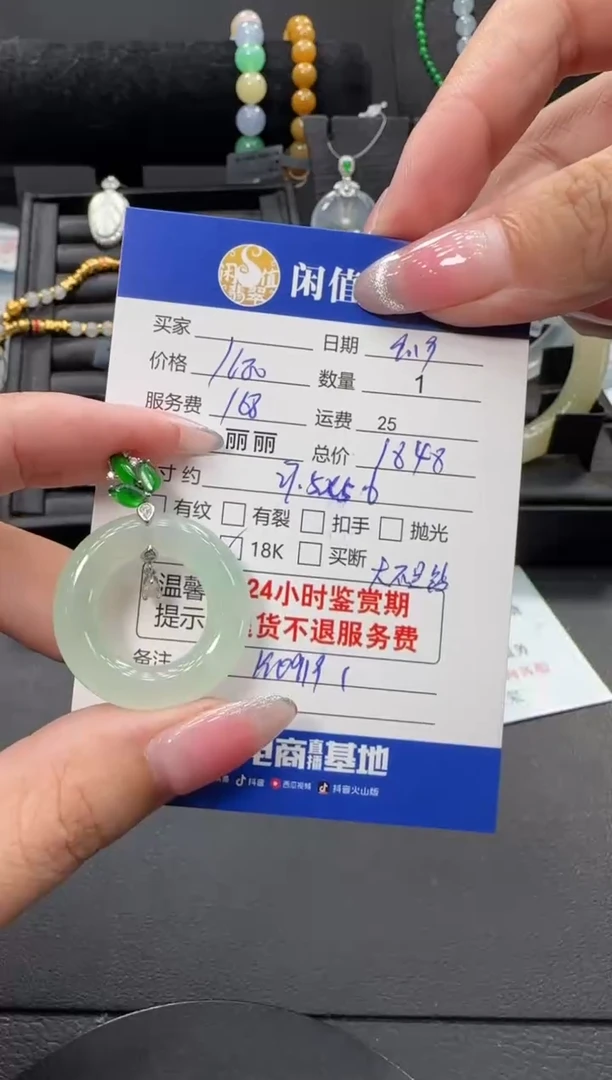 闲值
买家
日期 9.19
价格 1650
数量 1
服务费 168
运费 25
丽丽
总价 1848
寸约
有纹 有裂 扣手 抛光
18K 买断
温馨提示
24小时鉴赏期
货不退服务费
备注
电商直播基地
抖音 西瓜视频 抖音火山版